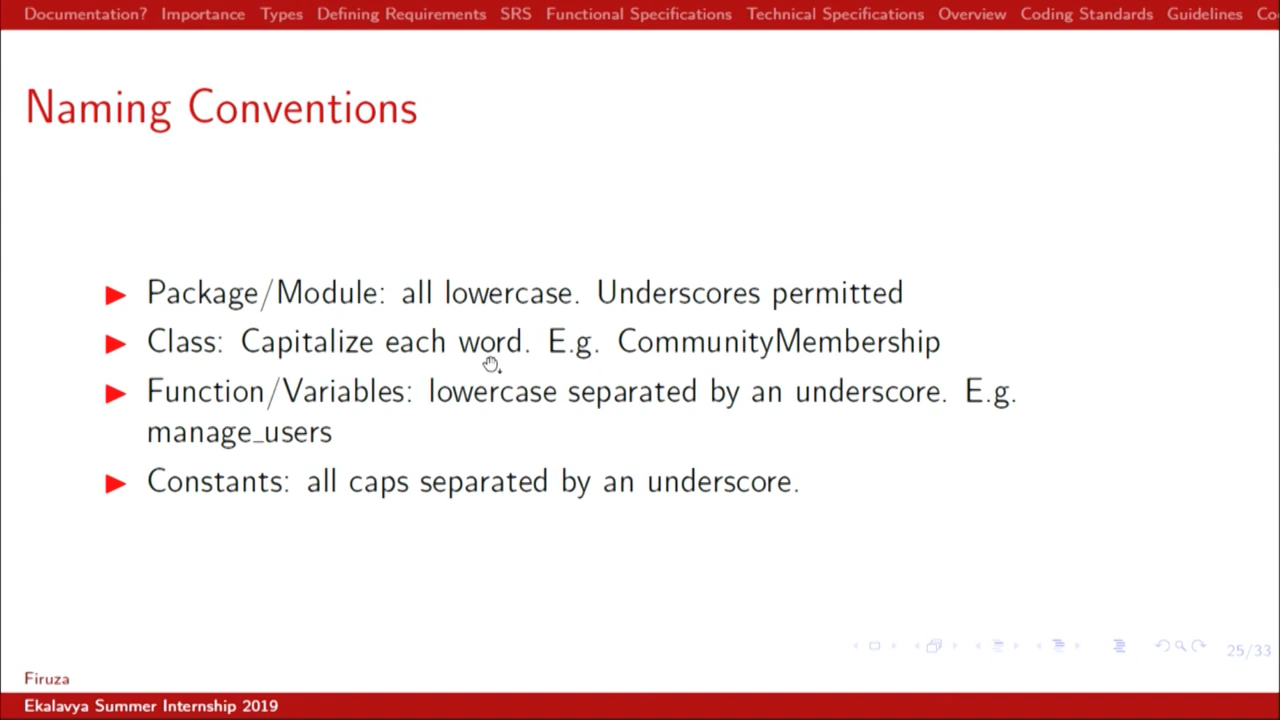 Documentation? Importance Types Defining Requirements SRS Functional Specifications Technical Specifications Overview Coding Standards Guidelines
Naming Conventions
Package/Module: all lowercase. Underscores permitted
Class: Capitalize each word. E.g. CommunityMembership
Function/Variables: lowercase separated by an underscore. E.g.
manage_users
Constants: all caps separated by an underscore.
25/33
Firuza
Ekalavya Summer Internship 2019